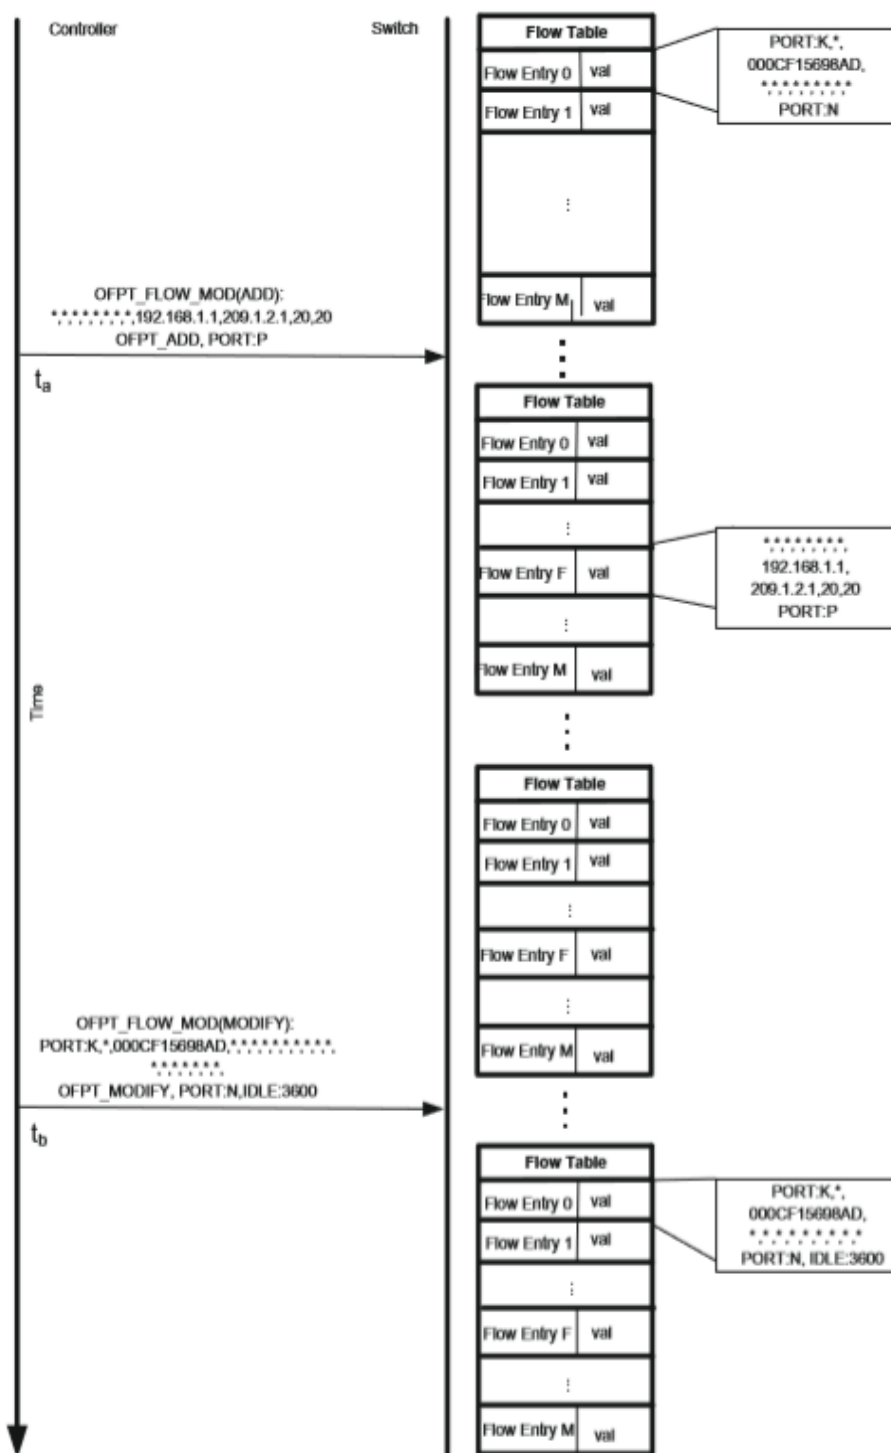 Controller
Switch
Flow Table
Flow Entry 0 val
Flow Entry 1 val
⋮
Flow Entry M val
PORT:K,*,
000CF15698AD,
*,*,*,*,*,*,*,*,*
PORT:N
OFPT_FLOW_MOD(ADD):
*,*,*,*,*,*,*,*,192.168.1.1,209.1.2.1,20,20
OFPT_ADD, PORT:P
ta
Flow Table
Flow Entry 0 val
Flow Entry 1 val
⋮
Flow Entry F val
⋮
Flow Entry M val
*,*,*,*,*,*,*,*,
192.168.1.1,
209.1.2.1,20,20
PORT:P
Time
Flow Table
Flow Entry 0 val
Flow Entry 1 val
⋮
Flow Entry F val
⋮
Flow Entry M val
OFPT_FLOW_MOD(MODIFY):
PORT:K,*,000CF15698AD,*,*,*,*,*,*,*,*,*,*,
*,*,*,*,*,*,*,
OFPT_MODIFY, PORT:N,IDLE:3600
tb
Flow Table
Flow Entry 0 val
Flow Entry 1 val
⋮
Flow Entry F val
⋮
Flow Entry M val
PORT:K,*,
000CF15698AD,
*,*,*,*,*,*,*,*,*,*
PORT:N, IDLE:3600